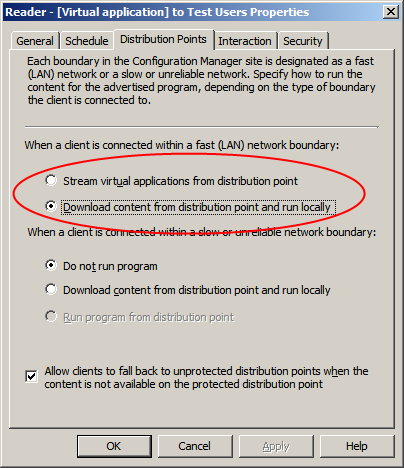 Reader - [Virtual application] to Test Users Properties
General Schedule Distribution Points Interaction Security
Each boundary in the Configuration Manager site is designated as a fast
(LAN) network or a slow or unreliable network. Specify how to run the
content for the advertised program, depending on the type of boundary
the client is connected to.
When a client is connected within a fast (LAN) network boundary:
Stream virtual applications from distribution point
Download content from distribution point and run locally
When a client is connected within a slow or unreliable network boundary:
Do not run program
Download content from distribution point and run locally
Run program from distribution point
Allow clients to fall back to unprotected distribution points when the
content is not available on the protected distribution point
OK Cancel Apply Help